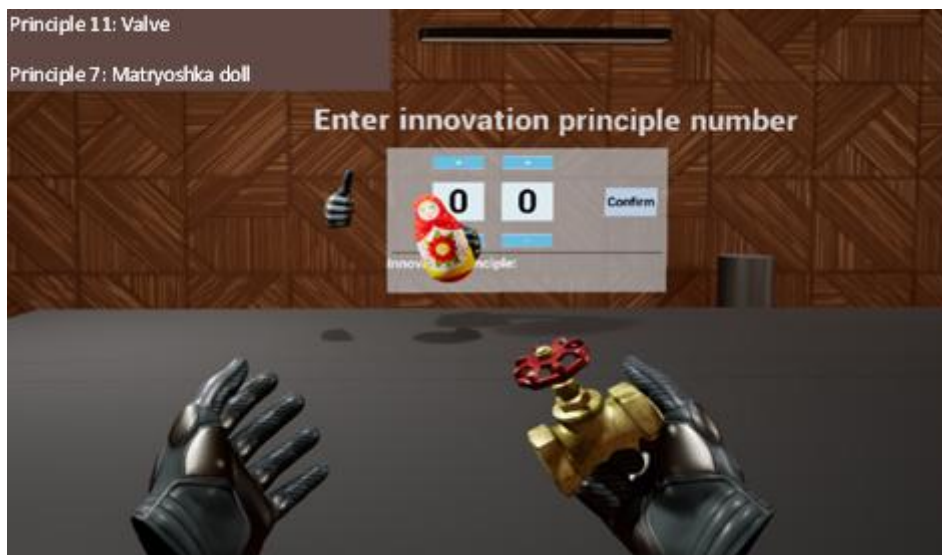 Principle 11: Valve
Principle 7: Matryoshka doll
Enter innovation principle number
0 0
Confirm